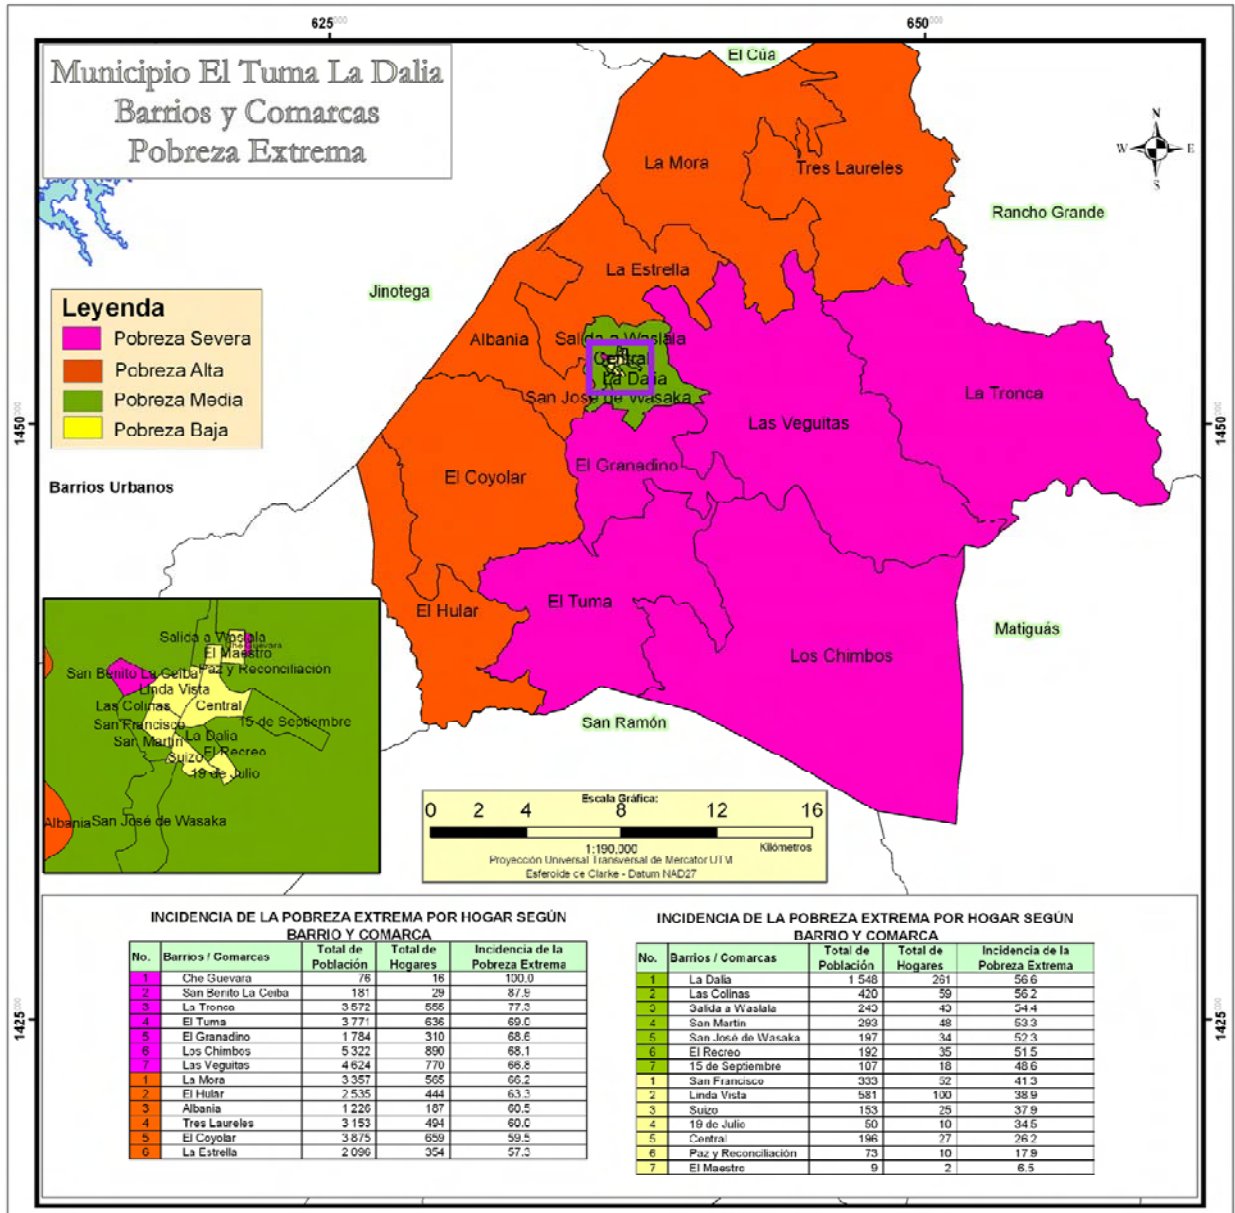 625000
650000
Municipio El Tuma La Dalia
Barrios y Comarcas
Pobreza Extrema
El Cúa
N
W E
S
La Mora
Tres Laureles
Rancho Grande
La Estrella
Jinotega
Leyenda
Pobreza Severa
Pobreza Alta
Pobreza Media
Pobreza Baja
Albania
Salida a Waslala
Central
La Dalia
San José de Wasaka
La Tronca
Las Veguitas
1450000
1450000
El Granadino
El Coyolar
Barrios Urbanos
El Hular
El Tuma
Matiguás
Los Chimbos
San Ramón
Salida a Waslala
Che Guevara
El Maestro
Paz y Reconciliación
San Benito La Ceiba
Linda Vista
Las Colinas
Central
San Francisco
15 de Septiembre
San Martin
La Dalia
El Recreo
Suizo
19 de Julio
Albania
San José de Wasaka
Escala Gráfica:
0 2 4 8 12 16
1:190,000
Kilómetros
Proyección Universal Transversal de Mercator UTM
Esferoide de Clarke - Datum NAD27
1425000
1425000
INCIDENCIA DE LA POBREZA EXTREMA POR HOGAR SEGÚN
BARRIO Y COMARCA
No. Barrios / Comarcas Total de Población Total de Hogares Incidencia de la Pobreza Extrema
1 Che Guevara 76 16 100.0
2 San Benito La Ceiba 181 29 87.9
3 La Tronca 3 572 555 77.3
4 El Tuma 3 771 636 69.0
5 El Granadino 1 784 310 68.6
6 Los Chimbos 5 322 890 68.1
7 Las Veguitas 4 624 770 66.8
1 La Mora 3 357 565 66.2
2 El Hular 2 535 444 63.3
3 Albania 1 226 187 60.5
4 Tres Laureles 3 153 494 60.0
5 El Coyolar 3 875 659 59.5
6 La Estrella 2 096 354 57.3
INCIDENCIA DE LA POBREZA EXTREMA POR HOGAR SEGÚN
BARRIO Y COMARCA
No. Barrios / Comarcas Total de Población Total de Hogares Incidencia de la Pobreza Extrema
1 La Dalia 1 548 261 56.6
2 Las Colinas 420 59 56.2
3 Salida a Waslala 54.4
4 San Martin 293 48 53.3
5 San José de Wasaka 197 34 52.3
6 El Recreo 192 35 51.5
7 15 de Septiembre 107 18 48.6
1 San Francisco 333 52 41.3
2 Linda Vista 581 100 38.9
3 Suizo 153 25 37.9
4 19 de Julio 50 10 34.5
5 Central 196 27 26.2
6 Paz y Reconciliación 73 10 17.9
7 El Maestro 9 2 6.5